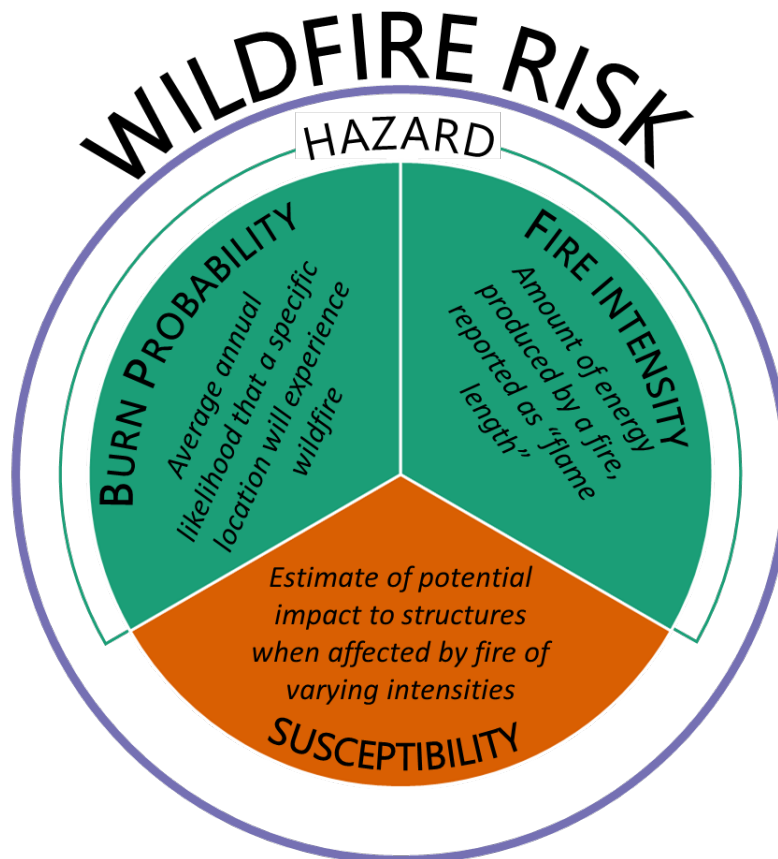 WILDFIRE RISK
HAZARD
BURN PROBABILITY
Average annual
likelihood that a specific
location will experience
wildfire
FIRE INTENSITY
Amount of energy
produced by a fire,
reported as “flame
length”
Estimate of potential
impact to structures
when affected by fire of
varying intensities
SUSCEPTIBILITY